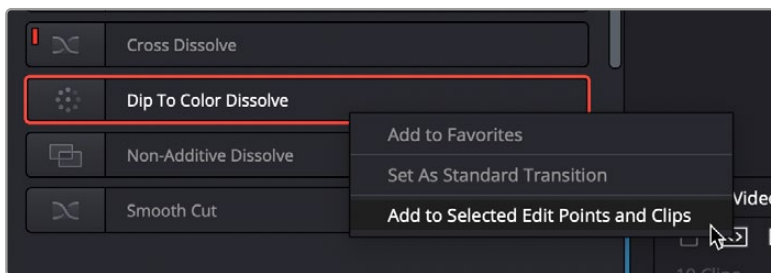 Cross Dissolve
Dip To Color Dissolve
Add to Favorites
Non-Additive Dissolve
Set As Standard Transition
Smooth Cut
Add to Selected Edit Points and Clips